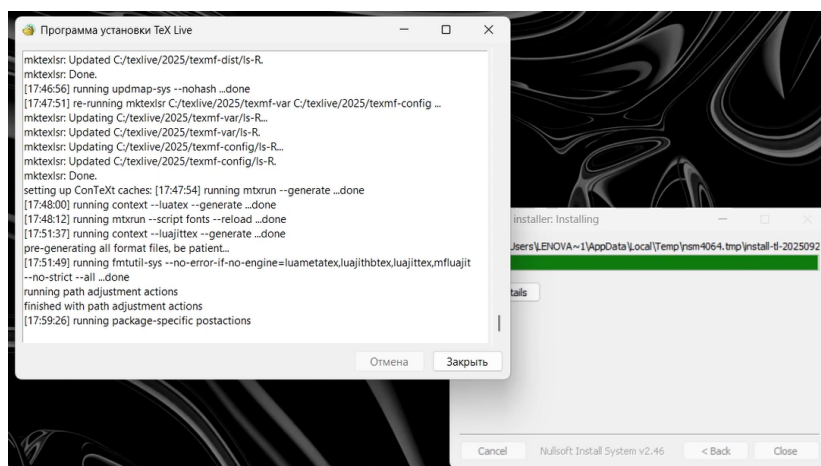 Программа установки TeX Live
mktexlsr: Updated C:/texlive/2025/texmf-dist/ls-R.
mktexlsr: Done.
[17:46:56] running updmap-sys --nohash ...done
[17:47:51] re-running mktexlsr C:/texlive/2025/texmf-var C:/texlive/2025/texmf-config ...
mktexlsr: Updating C:/texlive/2025/texmf-var/ls-R...
mktexlsr: Updated C:/texlive/2025/texmf-var/ls-R.
mktexlsr: Updating C:/texlive/2025/texmf-config/ls-R...
mktexlsr: Updated C:/texlive/2025/texmf-config/ls-R.
mktexlsr: Done.
setting up ConTeXt caches: [17:47:54] running mtxrun --generate ...done
[17:48:00] running context --luatex --generate ...done
[17:48:12] running mtxrun --script fonts --reload ...done
[17:51:37] running context --luajittex --generate ...done
pre-generating all format files, be patient...
[17:51:49] running fmtutil-sys --no-error-if-no-engine=luametatex,luajithbtex,luajittex,mfluajit
--no-strict --all ...done
running path adjustment actions
finished with path adjustment actions
[17:59:26] running package-specific postactions
Отмена
Закрыть
installer: Installing
Jsers\LENOVA~1\AppData\Local\Temp\nsm4064.tmp\install-tl-2025092
tails
Cancel
Nullsoft Install System v2.46
< Back
Close